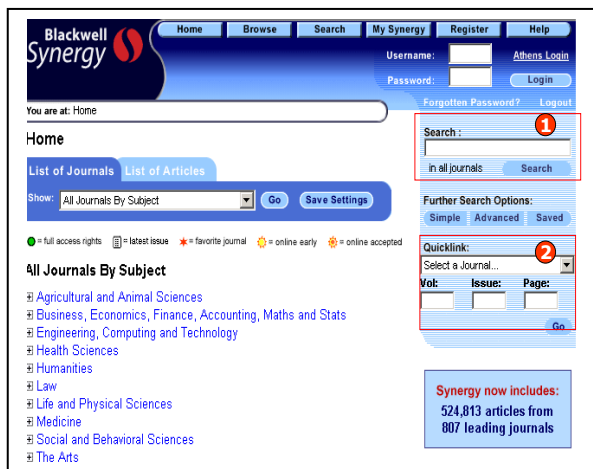 Blackwell
Synergy
Home Browse Search My Synergy Register Help
Username: Athens Login
Password: Login
Forgotten Password? Logout
You are at: Home
Home
List of Journals List of Articles
Show: All Journals By Subject Go Save Settings
= full access rights = latest issue = favorite journal = online early = online accepted
All Journals By Subject
Agricultural and Animal Sciences
Business, Economics, Finance, Accounting, Maths and Stats
Engineering, Computing and Technology
Health Sciences
Humanities
Law
Life and Physical Sciences
Medicine
Social and Behavioral Sciences
The Arts
1
Search :
in all journals Search
Further Search Options:
Simple Advanced Saved
2
Quicklink:
Select a Journal...
Vol: Issue: Page:
Go
Synergy now includes:
524,813 articles from
807 leading journals